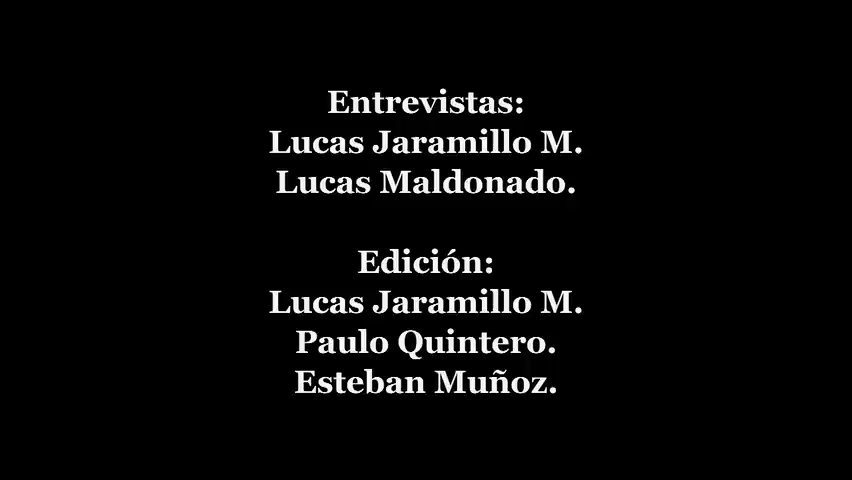 Entrevistas:
Lucas Jaramillo M.
Lucas Maldonado.
Edición:
Lucas Jaramillo M.
Paulo Quintero.
Esteban Muñoz.